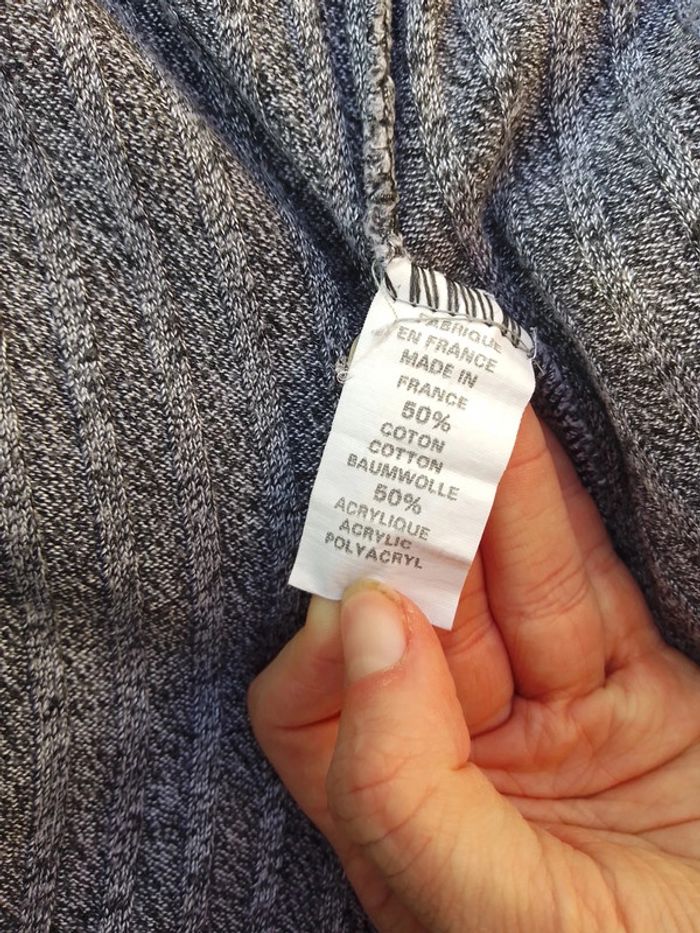 FABRIQUE
EN FRANCE
MADE IN
FRANCE
50%
COTON
COTTON
BAUMWOLLE
50%
ACRYLIQUE
ACRYLIC
POLYACRYL